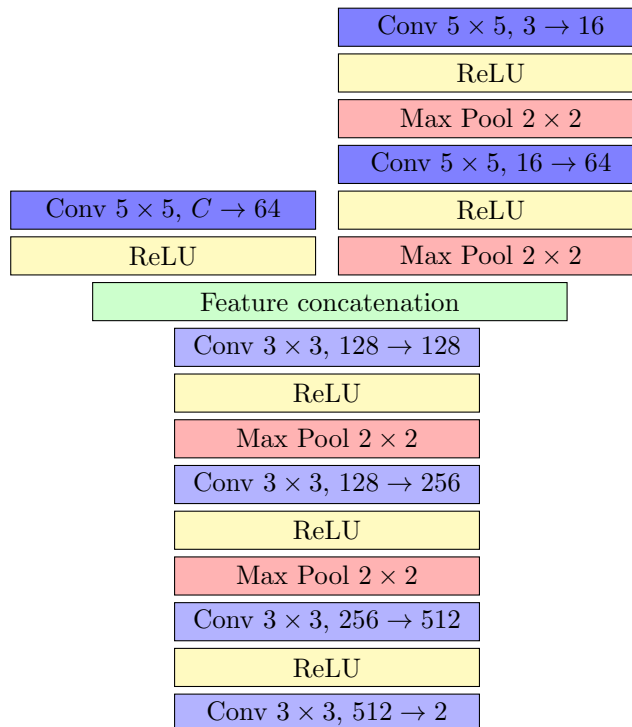 Conv 5 × 5, 3 → 16
ReLU
Max Pool 2 × 2
Conv 5 × 5, 16 → 64
ReLU
Max Pool 2 × 2
Conv 5 × 5, C → 64
ReLU
Feature concatenation
Conv 3 × 3, 128 → 128
ReLU
Max Pool 2 × 2
Conv 3 × 3, 128 → 256
ReLU
Max Pool 2 × 2
Conv 3 × 3, 256 → 512
ReLU
Conv 3 × 3, 512 → 2